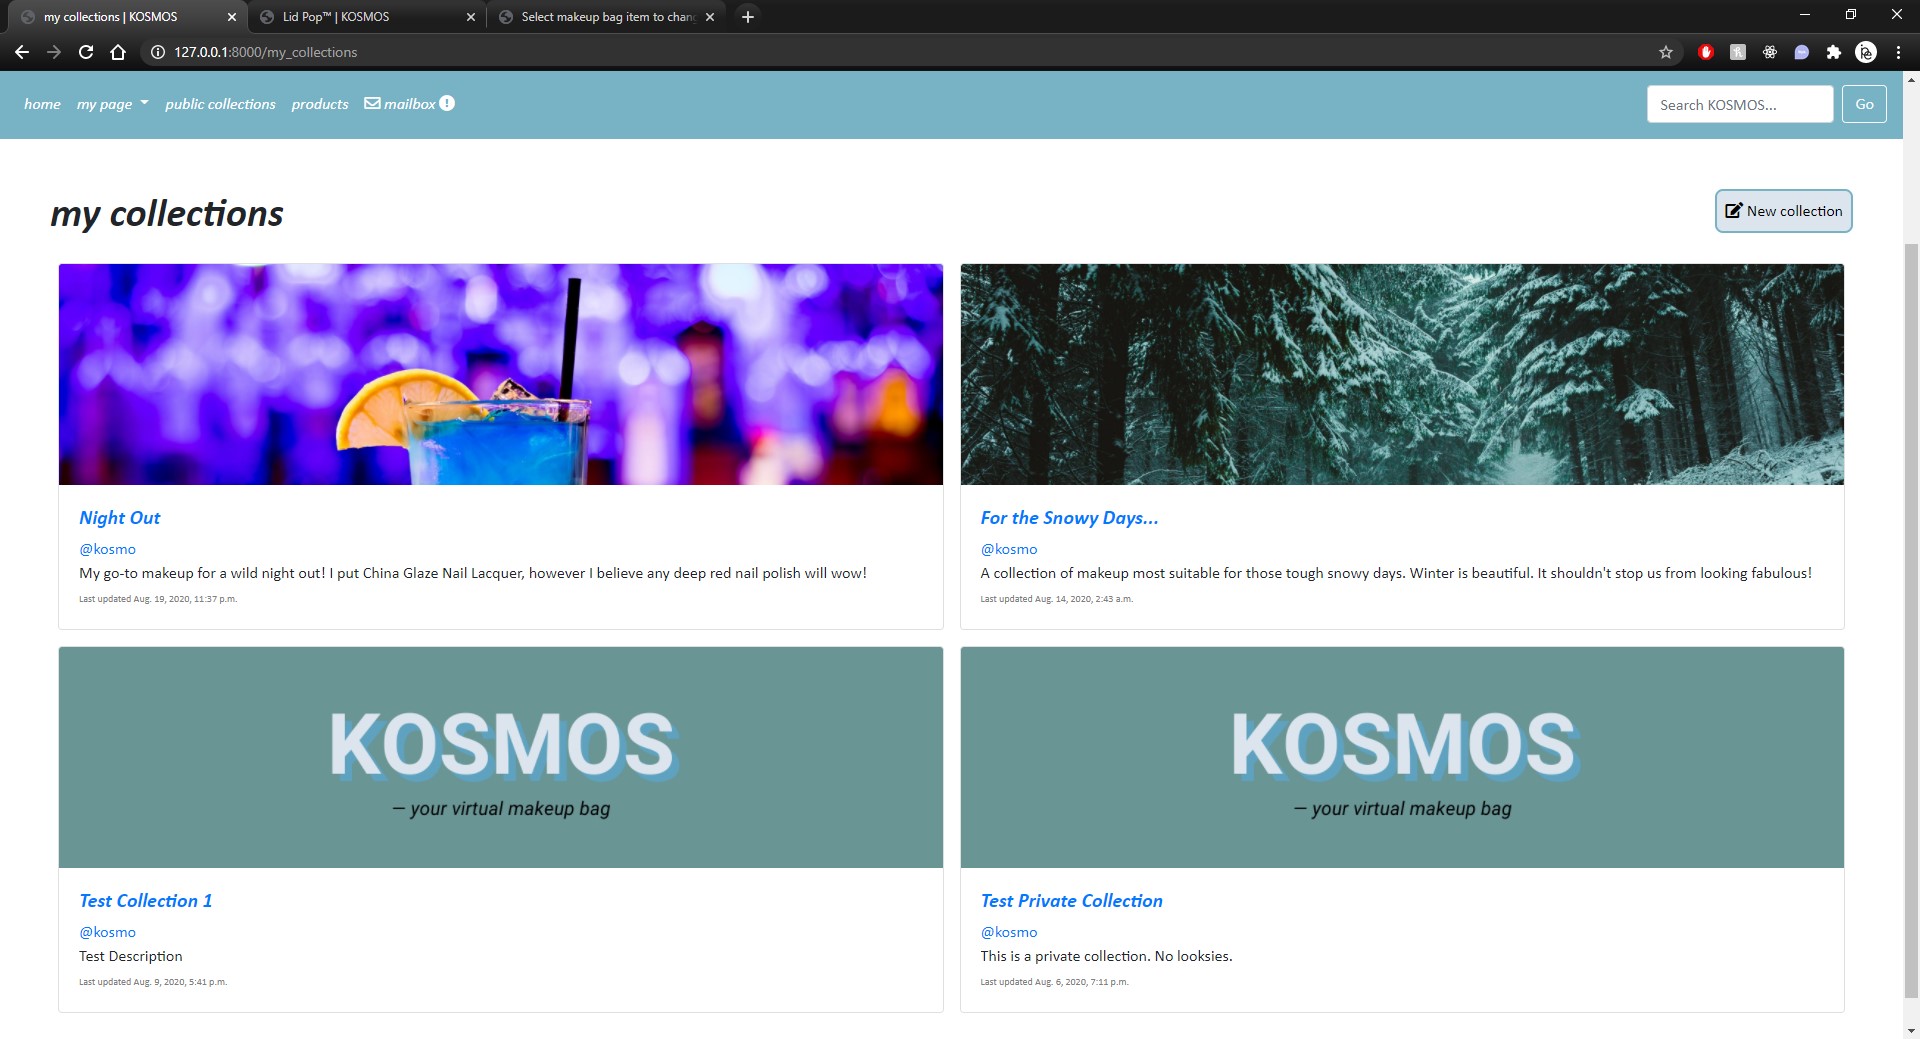 my collections | KOSMOS
Lid Pop™ | KOSMOS
Select makeup bag item to chan
127.0.0.1:8000/my_collections
home my page public collections products mailbox
Search KOSMOS... Go
my collections
New collection
Night Out
@kosmo
My go-to makeup for a wild night out! I put China Glaze Nail Lacquer, however I believe any deep red nail polish will wow!
Last updated Aug. 19, 2020, 11:37 p.m.
For the Snowy Days...
@kosmo
A collection of makeup most suitable for those tough snowy days. Winter is beautiful. It shouldn't stop us from looking fabulous!
Last updated Aug. 14, 2020, 2:43 a.m.
KOSMOS
— your virtual makeup bag
Test Collection 1
@kosmo
Test Description
Last updated Aug. 9, 2020, 5:41 p.m.
KOSMOS
— your virtual makeup bag
Test Private Collection
@kosmo
This is a private collection. No looksies.
Last updated Aug. 6, 2020, 7:11 p.m.